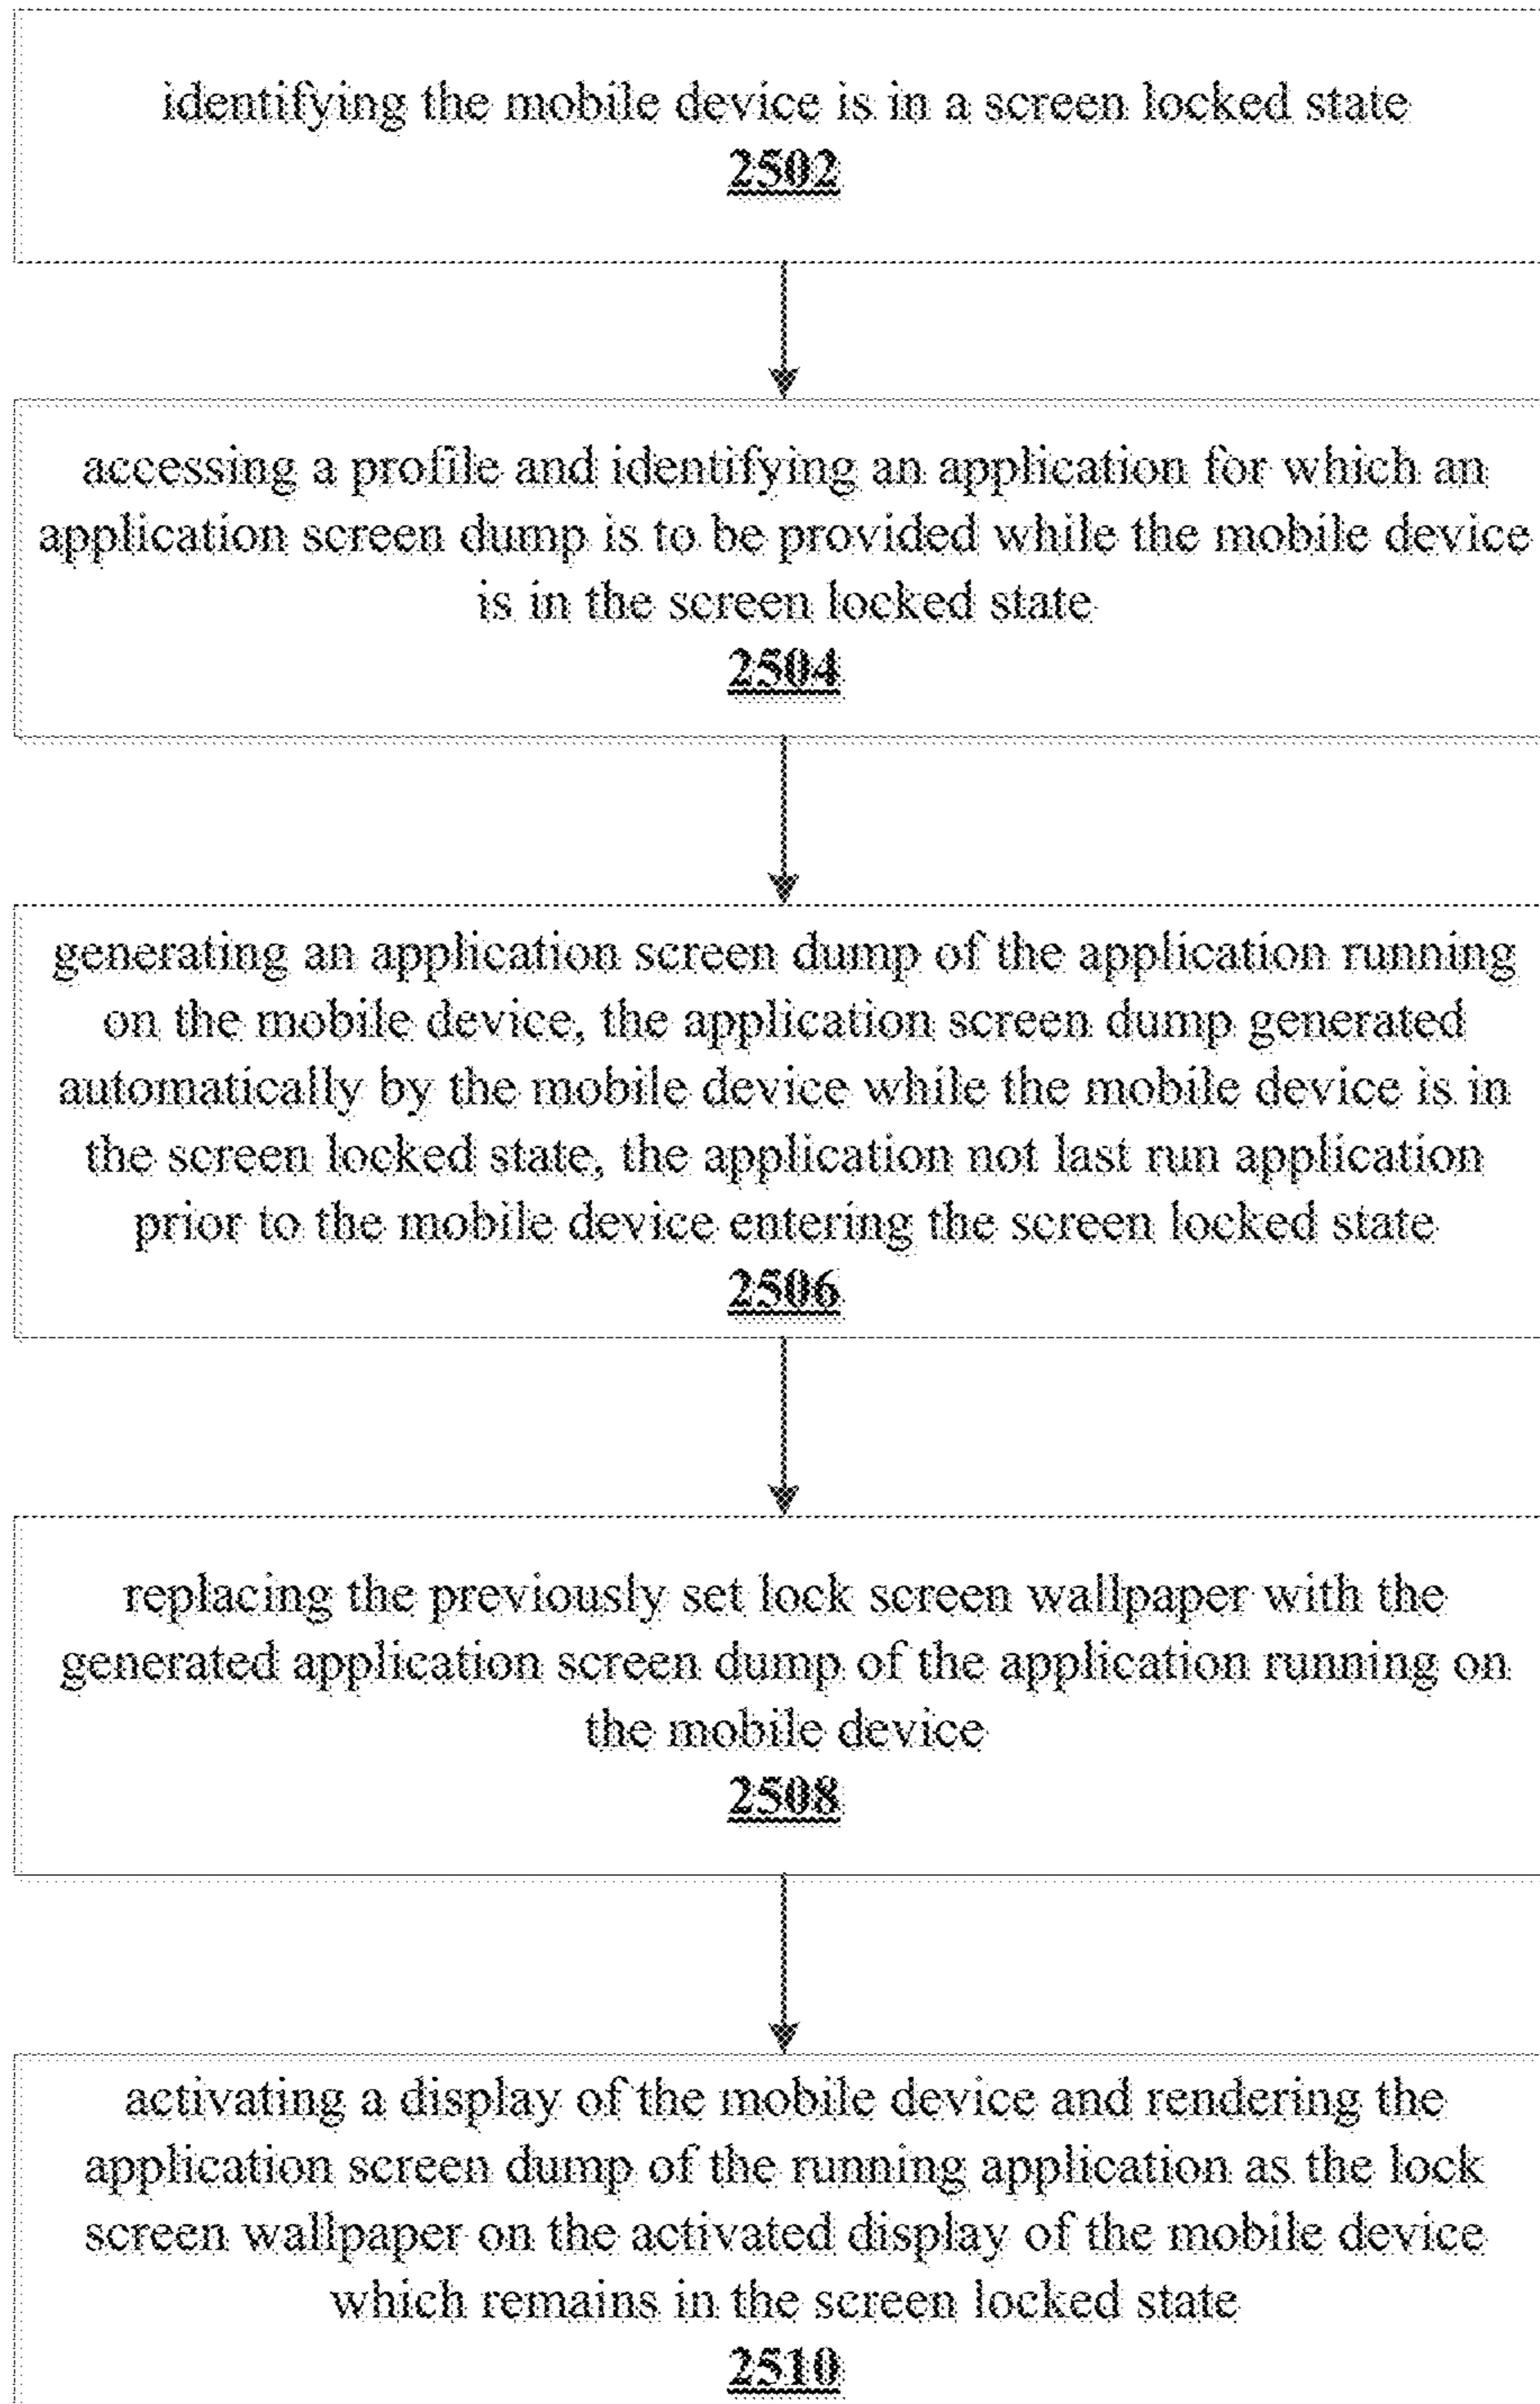 identifying the mobile device is in a screen locked state
2502
accessing a profile and identifying an application for which an
application screen dump is to be provided while the mobile device
is in the screen locked state
2504
generating an application screen dump of the application running
on the mobile device, the application screen dump generated
automatically by the mobile device while the mobile device is in
the screen locked state, the application not last run application
prior to the mobile device entering the screen locked state
2506
replacing the previously set lock screen wallpaper with the
generated application screen dump of the application running on
the mobile device
2508
activating a display of the mobile device and rendering the
application screen dump of the running application as the lock
screen wallpaper on the activated display of the mobile device
which remains in the screen locked state
2510